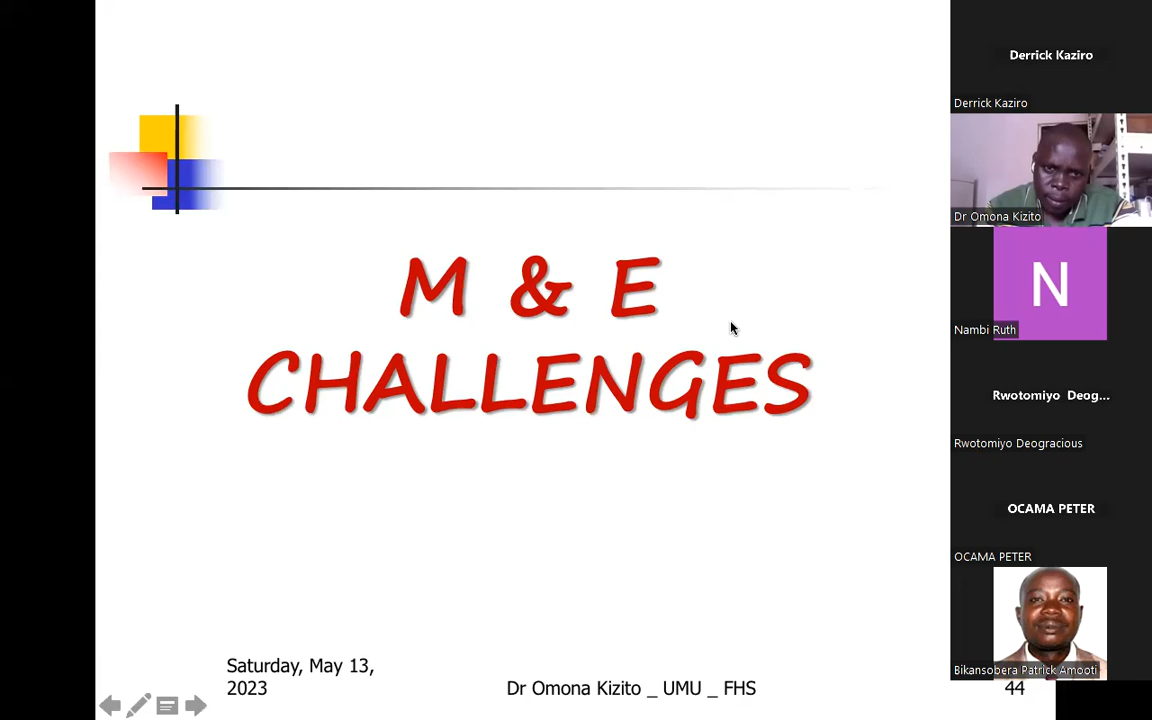 M & E
CHALLENGES
Saturday, May 13,
2023
Dr Omona Kizito _ UMU _ FHS
44
Derrick Kaziro
Derrick Kaziro
Dr Omona Kizito
N
Nambi Ruth
Rwotomiyo Deog...
Rwotomiyo Deogracious
OCAMA PETER
OCAMA PETER
Bikansobera Patrick Amooti